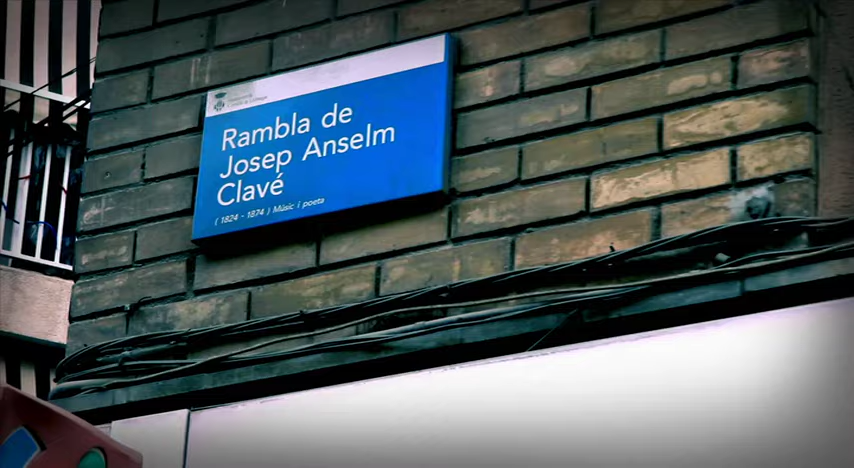 Rambla de
Josep Anselm
Clavé
( 1824 - 1874 ) Músic i poeta